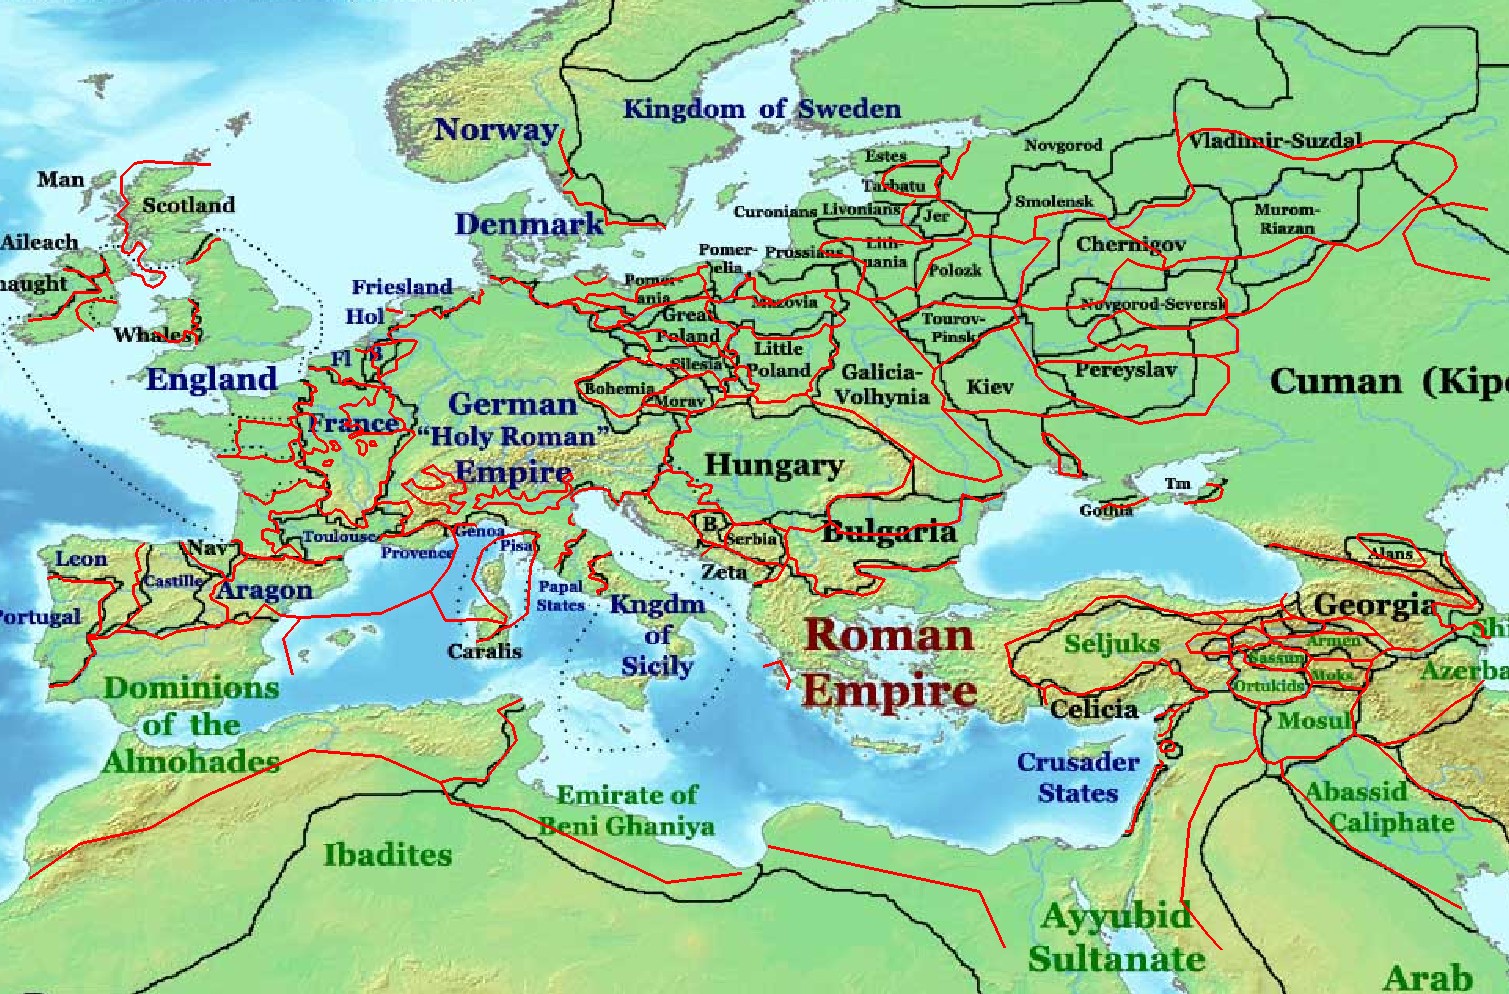 Kingdom of Sweden
Norway
Novgorod
Vladimir-Suzdal
Estes
Tarbatu
Man
Scotland
Smolensk
Curonians
Livonians
Jer
Murom-
Riazan
Denmark
Aileach
Chernigov
Pomer-
elia
Prussians
Lith-
uania
Polozk
naught
Friesland
Pomer-
ania
Mazovia
Novgorod-Seversk
Hol
Great
Poland
Tourov-
Pinsk
Whales
Fl
B
Little
Poland
Silesia
England
Galicia-
Volhynia
Kiev
Pereyslav
Cuman (Kip
Bohemia
Morav
German
"Holy Roman"
Empire
France
Hungary
Tm
Gothia
B.
Serbia
Bulgaria
Toulouse
Genoa
Pisa
Provence
Nav
Leon
Castille
Aragon
Alans
Zeta
Papal
States
Portugal
Kngdm
of
Sicily
Georgia
Shi
Roman
Empire
Seljuks
Armen
Caralis
Sassun
Moks
Azerba
Ortukids
Dominions
of the
Almohades
Celicia
Mosul
Crusader
States
Emirate of
Beni Ghaniya
Abassid
Caliphate
Ibadites
Ayyubid
Sultanate
Arab